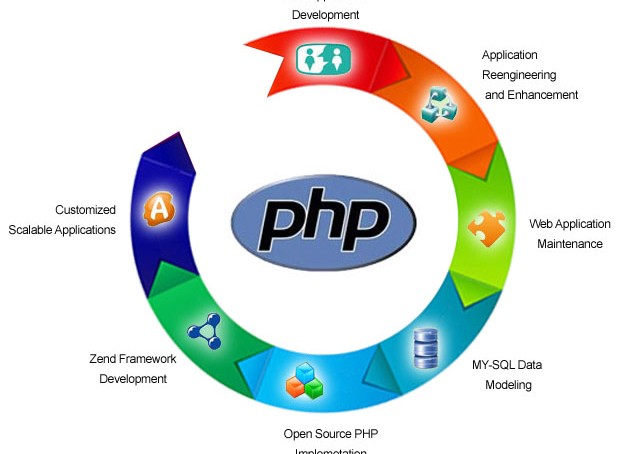 Development
Application
Reengineering
and Enhancement
Web Application
Maintenance
MY-SQL Data
Modeling
Open Source PHP
Zend Framework
Development
Customized
Scalable Applications
A
php